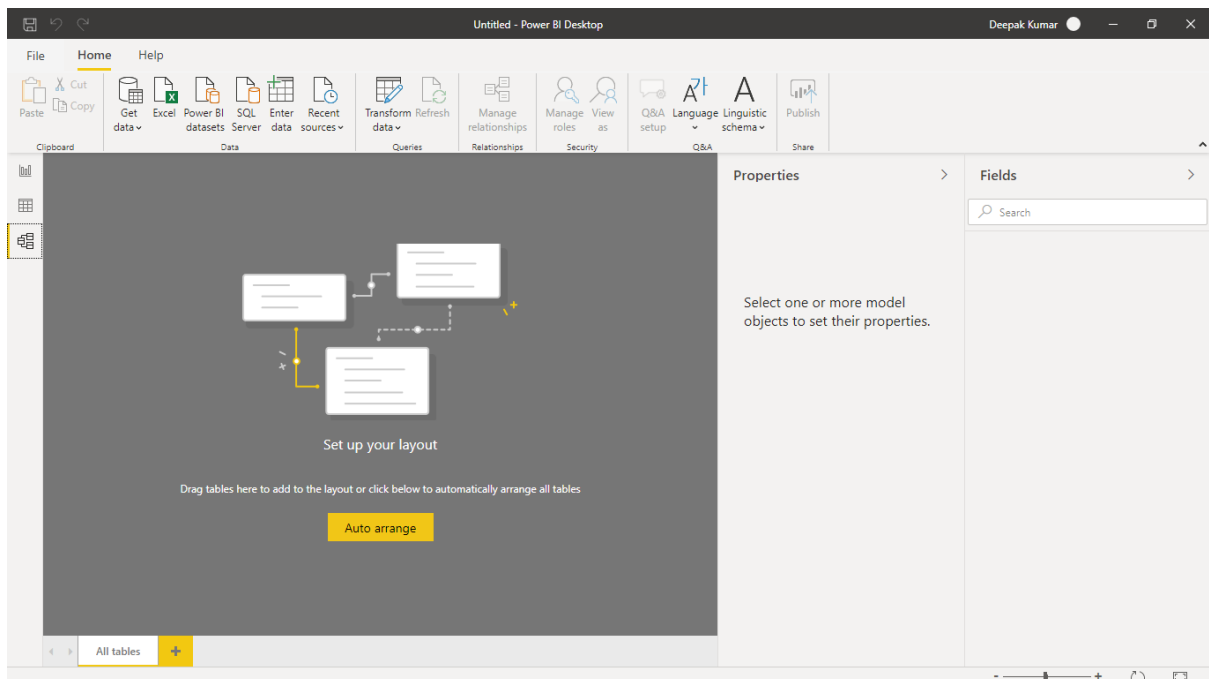 Untitled - Power BI Desktop
Deepak Kumar
File Home Help
Paste
Cut
Copy
Get data
Excel
Power BI datasets
SQL Server
Enter data
Recent sources
Transform data
Refresh
Manage relationships
Manage roles
View as
Q&A setup
Language
Linguistic schema
Publish
Clipboard Data Queries Relationships Security Q&A Share
Properties
Fields
Search
Select one or more model
objects to set their properties.
Set up your layout
Drag tables here to add to the layout or click below to automatically arrange all tables
Auto arrange
All tables